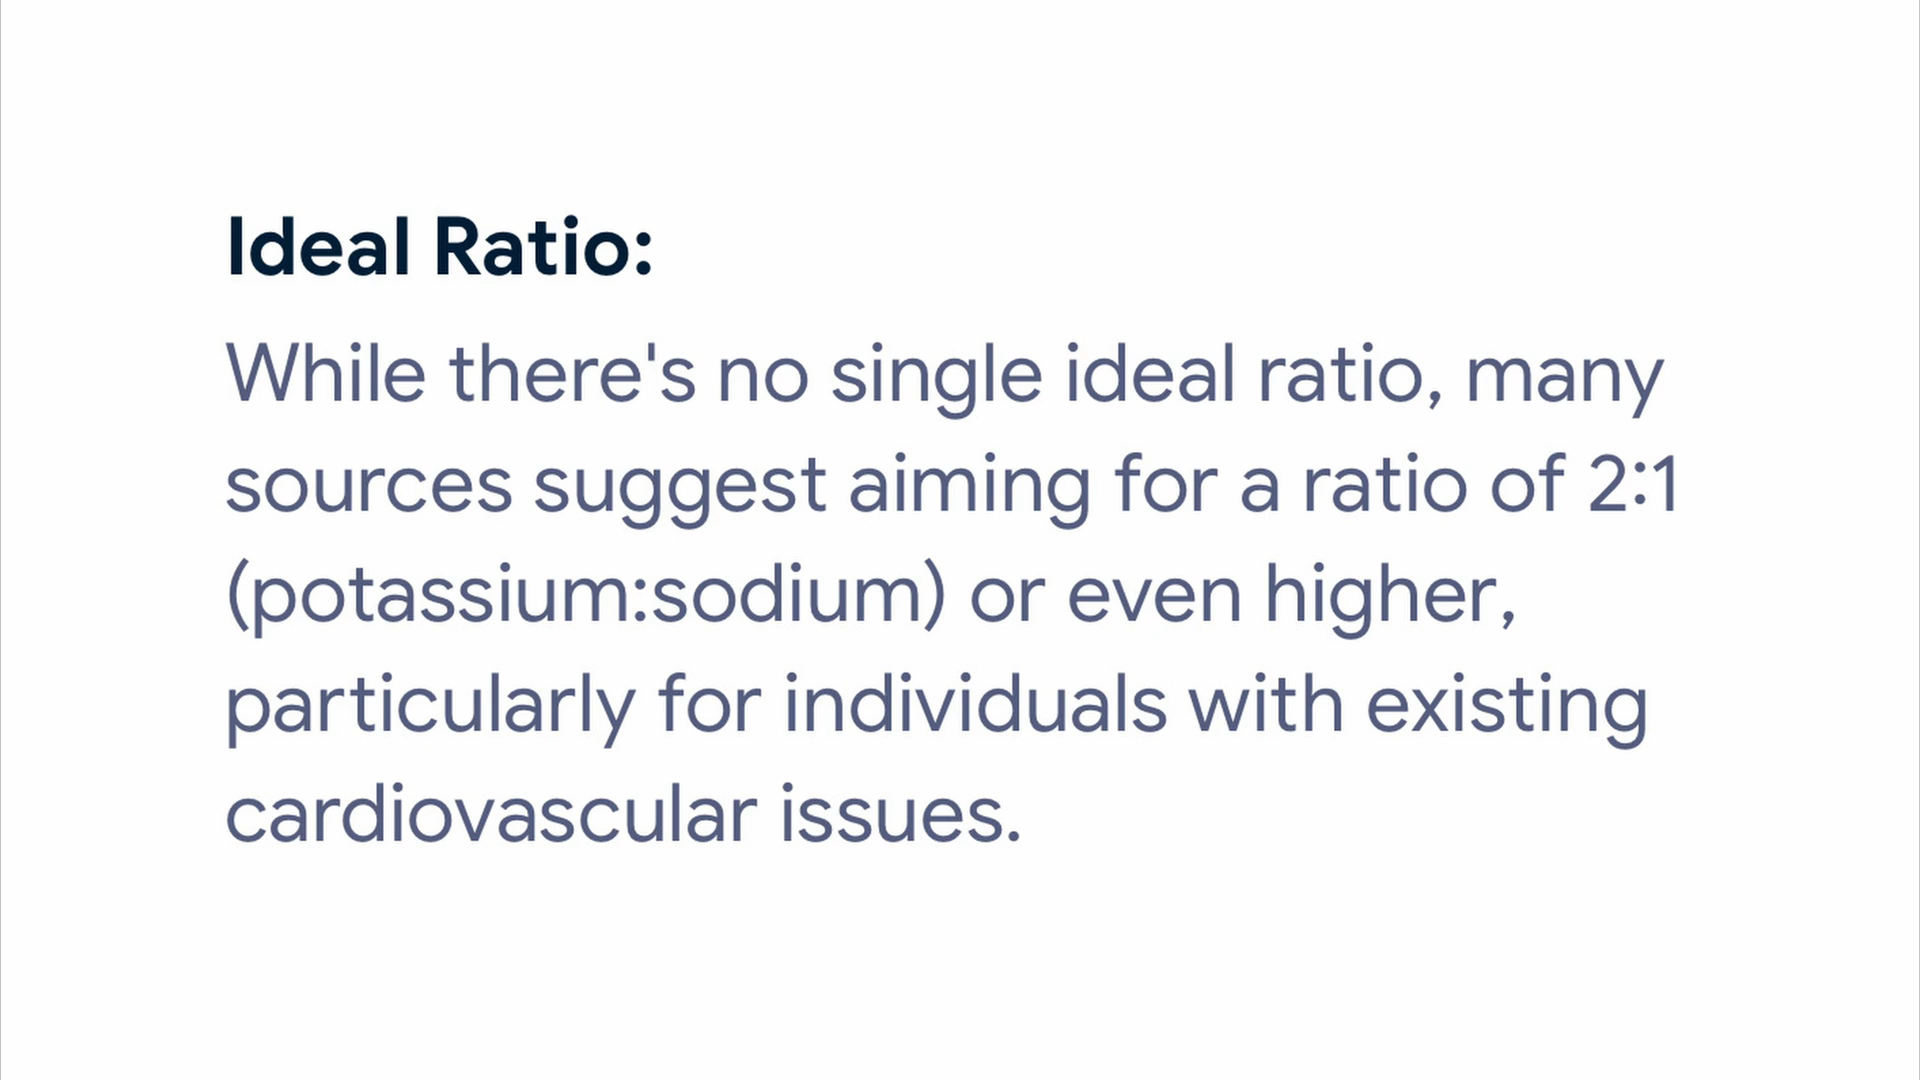 Ideal Ratio:
While there's no single ideal ratio, many
sources suggest aiming for a ratio of 2:1
(potassium:sodium) or even higher,
particularly for individuals with existing
cardiovascular issues.